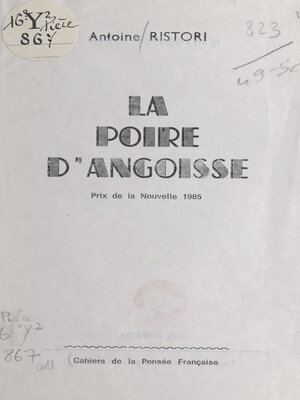 16° Y² Pièce
867
Antoine RISTORI
823
LA
POIRE
D'ANGOISSE
Prix de la Nouvelle 1985
Y²
867
Cahiers de la Pensée Française